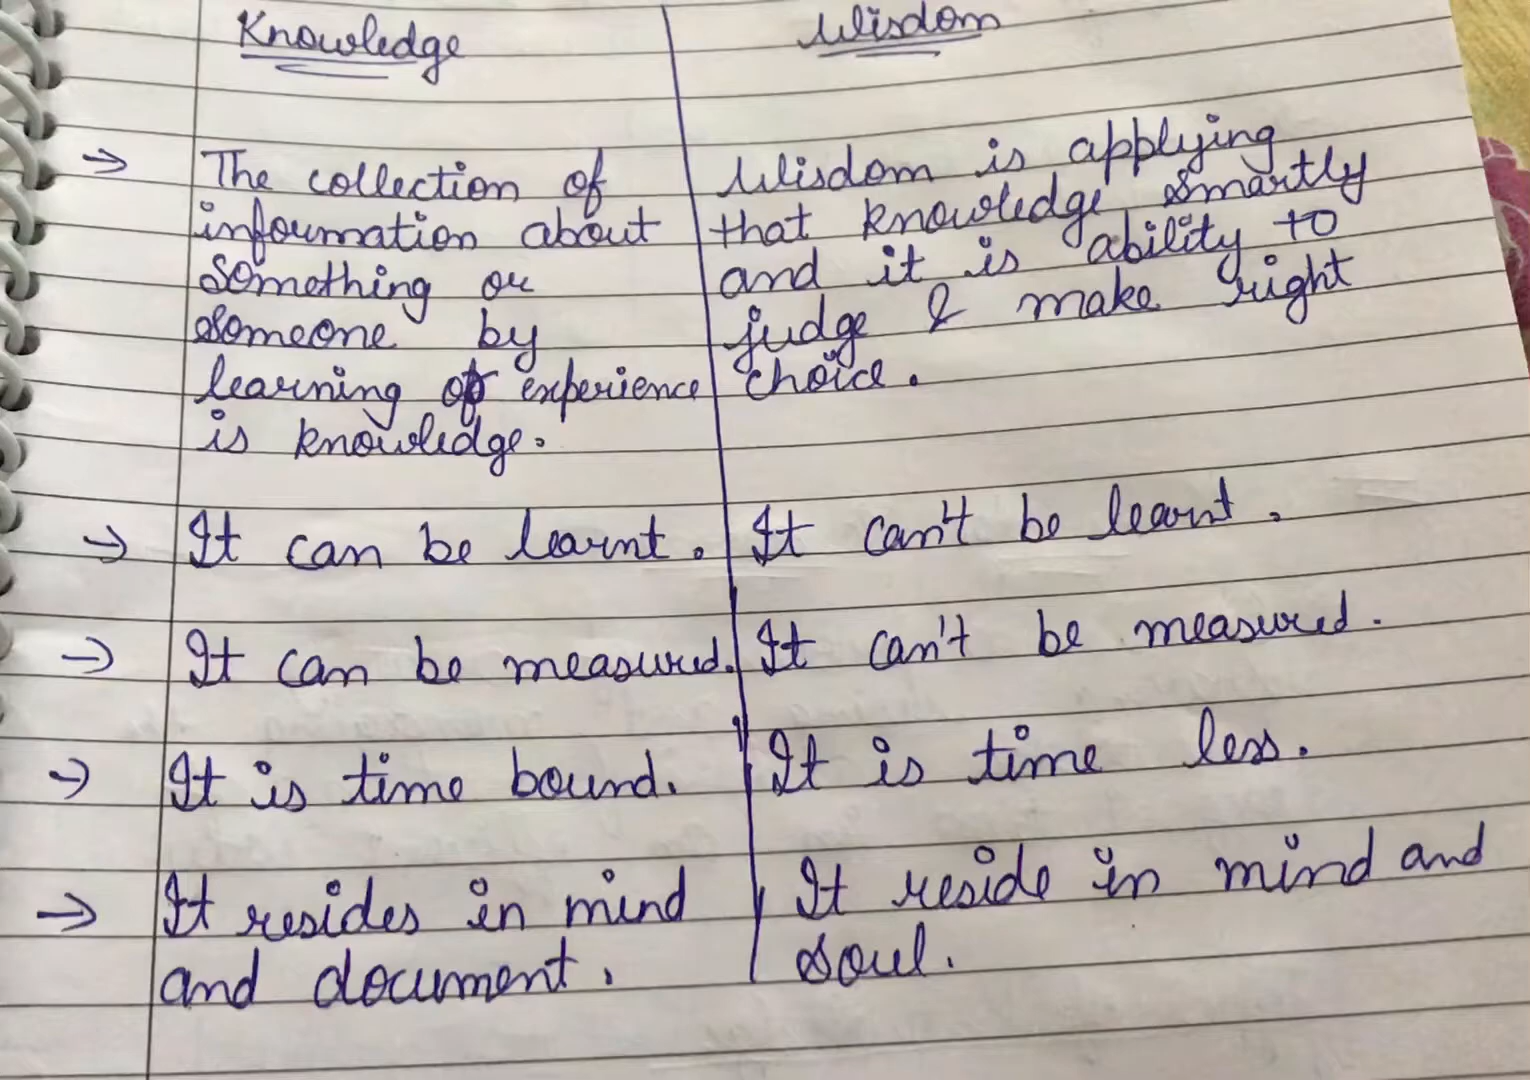 Knowledge
Wisdom
→ The collection of
information about
something or
someone by
learning or experience
is knowledge.
Wisdom is applying
that knowledge smartly
and it is ability to
judge & make right
choice.
→ It can be learnt.
It can't be learnt.
→ It can be measured.
It can't be measured.
→ It is time bound.
It is time less.
→ It resides in mind
and document.
It reside in mind and
soul.